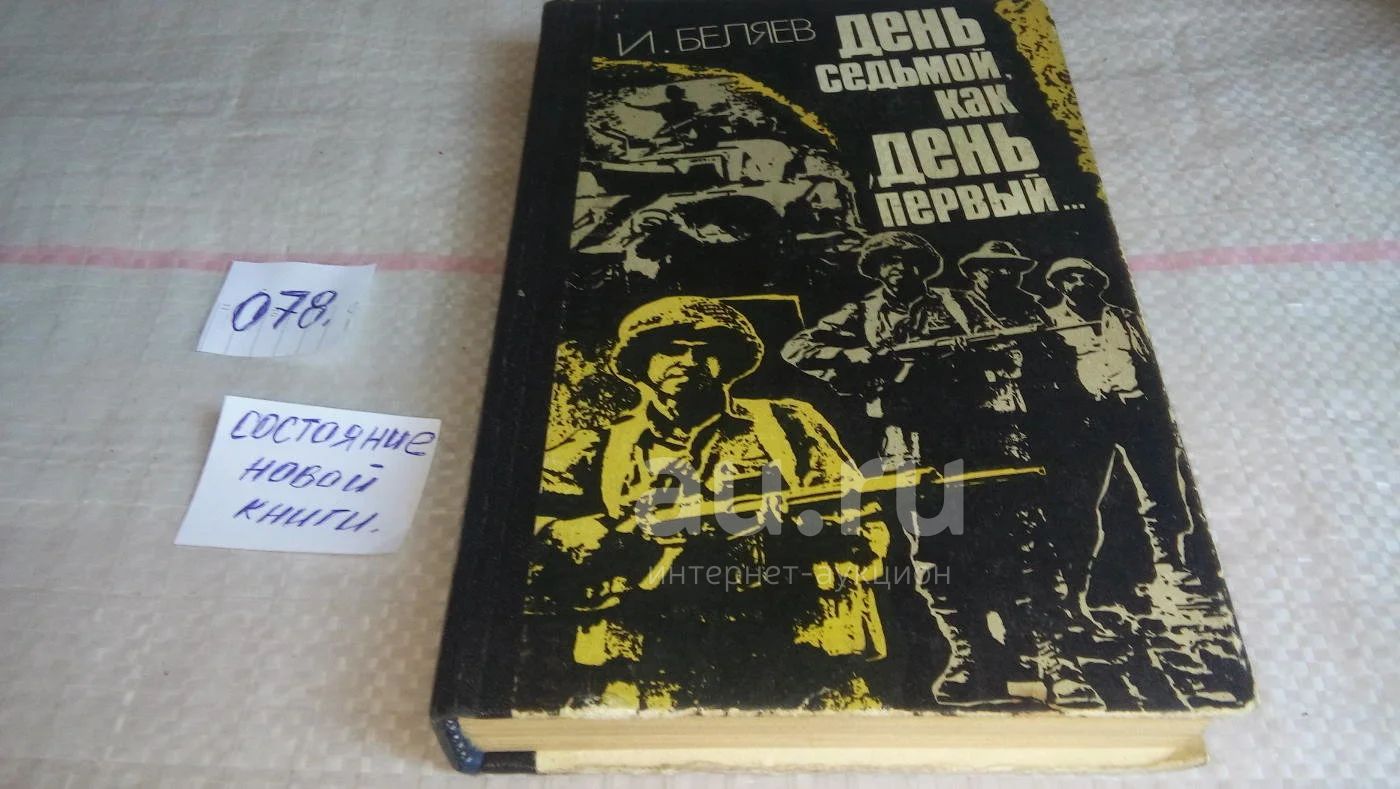 И. БЕЛЯЕВ
ДЕНЬ
седьмой,
как
ДЕНЬ
первый...
078.
состояние
новой
книги.
au.ru
интернет-аукцион